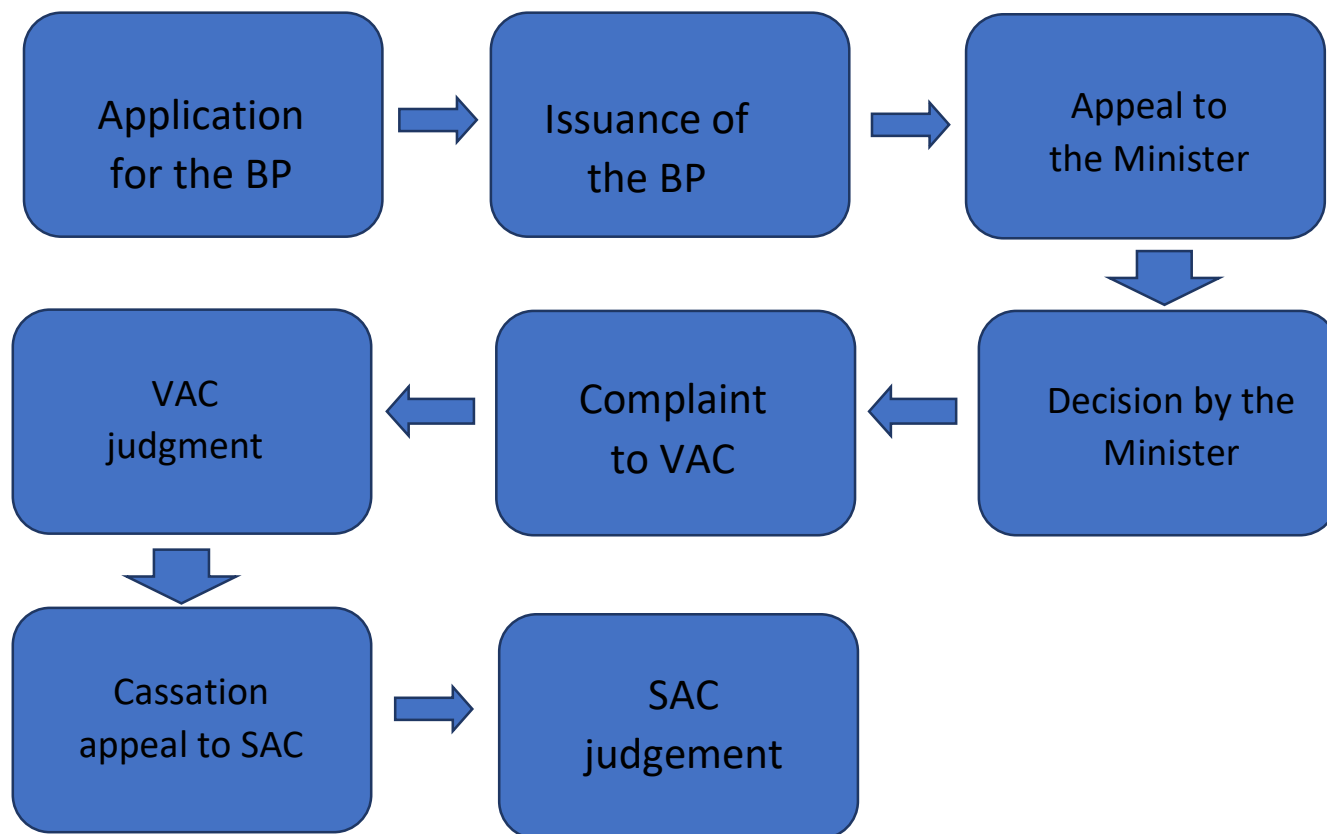 Application
for the BP
Issuance of
the BP
Appeal to
the Minister
Decision by the
Minister
Complaint
to VAC
VAC
judgment
Cassation
appeal to SAC
SAC
judgement